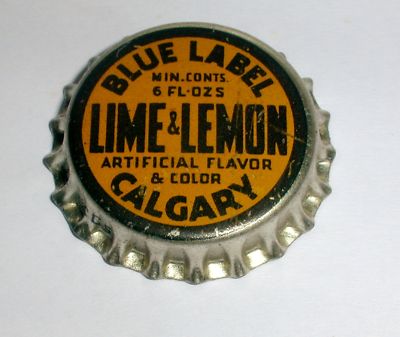 BLUE LABEL
MIN. CONTS.
6 FL-OZS
LIME & LEMON
ARTIFICIAL FLAVOR
& COLOR
CALGARY